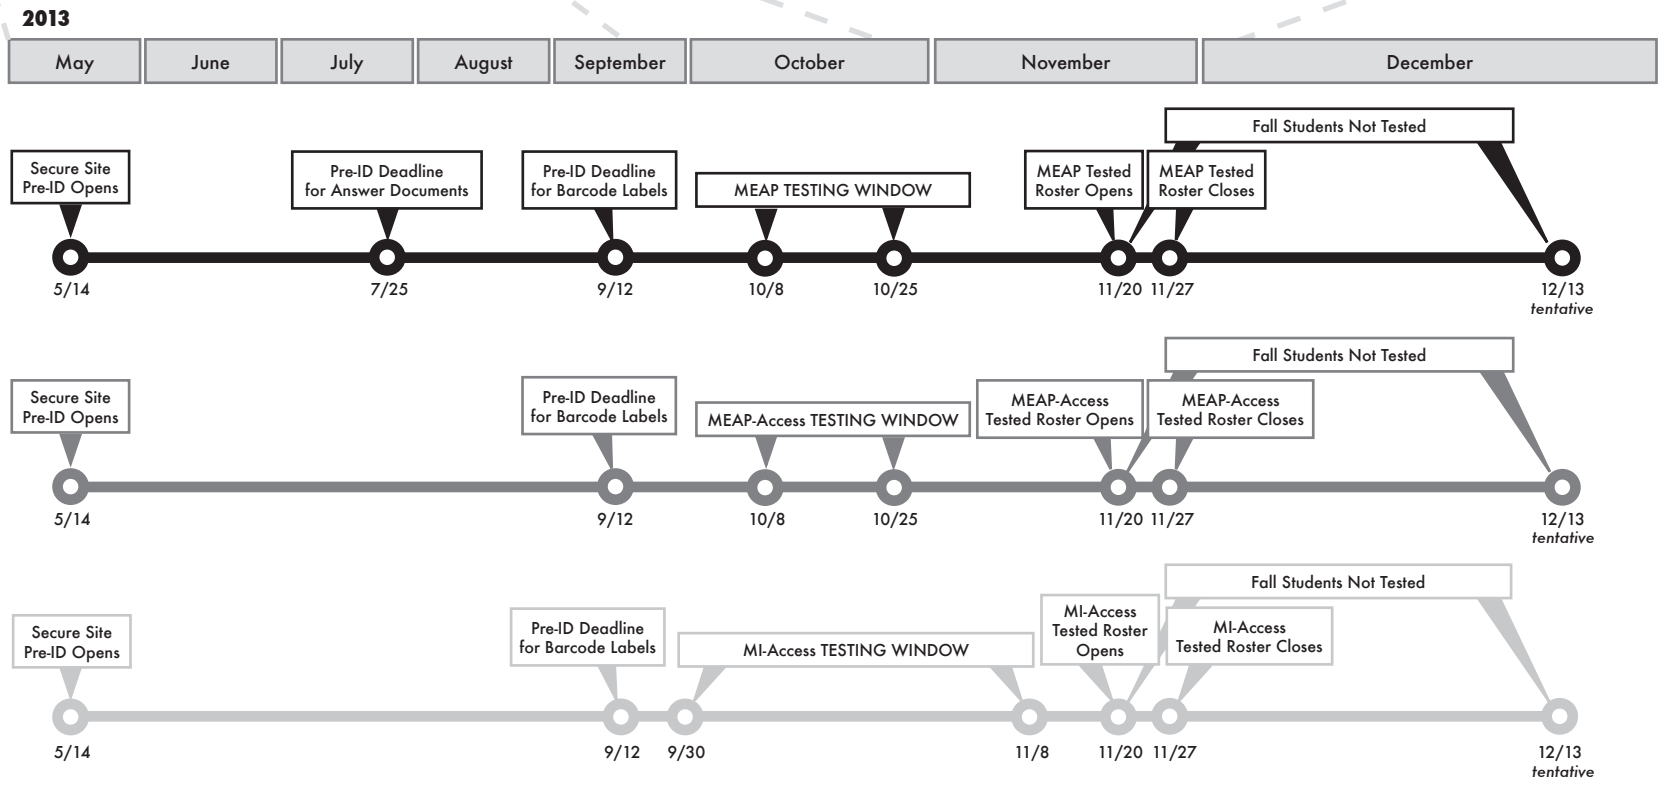 2013
May
June
July
August
September
October
November
December
Fall Students Not Tested
Secure Site
Pre-ID Opens
Pre-ID Deadline
for Answer Documents
Pre-ID Deadline
for Barcode Labels
MEAP TESTING WINDOW
MEAP Tested
Roster Opens
MEAP Tested
Roster Closes
5/14
7/25
9/12
10/8
10/25
11/20
11/27
12/13
tentative
Fall Students Not Tested
Secure Site
Pre-ID Opens
Pre-ID Deadline
for Barcode Labels
MEAP-Access TESTING WINDOW
MEAP-Access
Tested Roster Opens
MEAP-Access
Tested Roster Closes
5/14
9/12
10/8
10/25
11/20
11/27
12/13
tentative
Fall Students Not Tested
Secure Site
Pre-ID Opens
Pre-ID Deadline
for Barcode Labels
MI-Access TESTING WINDOW
MI-Access
Tested Roster
Opens
MI-Access
Tested Roster Closes
5/14
9/12
9/30
11/8
11/20
11/27
12/13
tentative